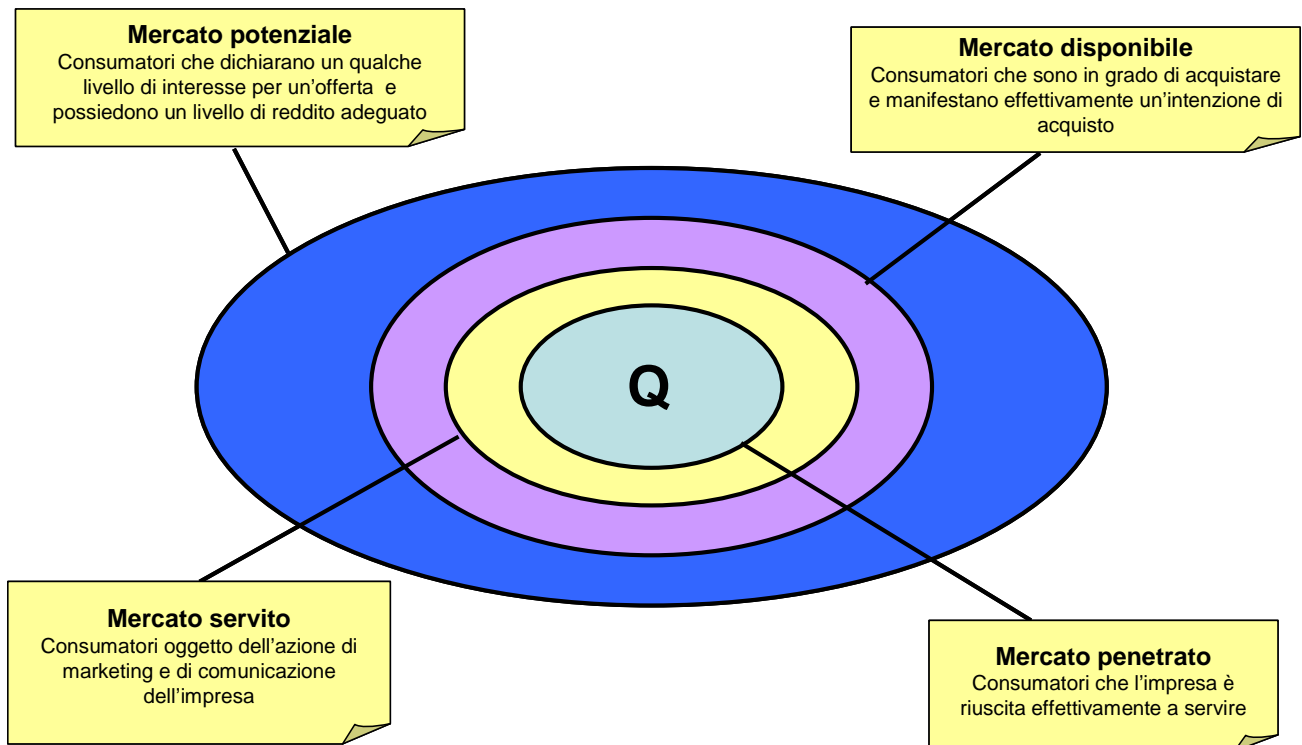 Mercato potenziale
Consumatori che dichiarano un qualche
livello di interesse per un’offerta e
possiedono un livello di reddito adeguato
Mercato disponibile
Consumatori che sono in grado di acquistare
e manifestano effettivamente un’intenzione di
acquisto
Q
Mercato servito
Consumatori oggetto dell’azione di
marketing e di comunicazione
dell’impresa
Mercato penetrato
Consumatori che l’impresa è
riuscita effettivamente a servire